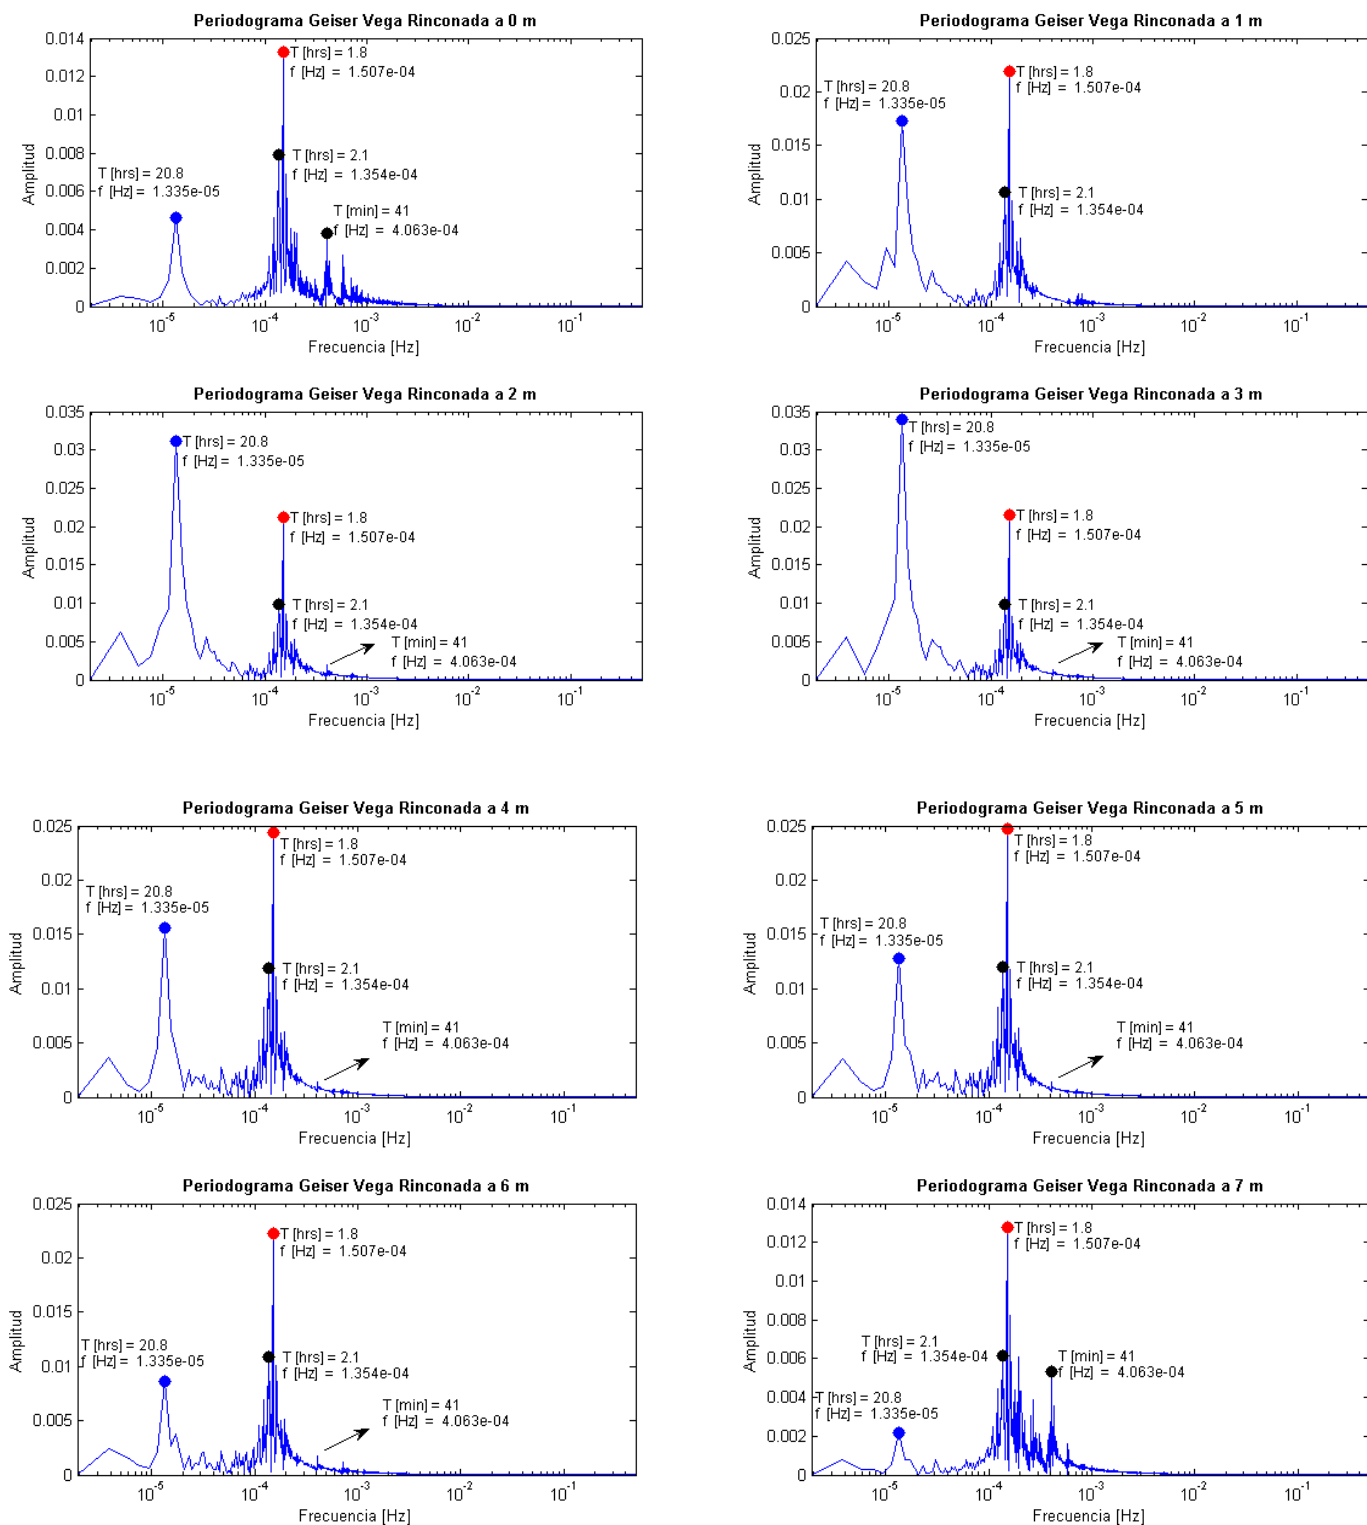 Periodograma Geiser Vega Rinconada a 0 m
0.014
0.012
0.01
0.008
0.006
0.004
0.002
0
Amplitud
T [hrs] = 20.8
f [Hz] = 1.335e-05
T [hrs] = 1.8
f [Hz] = 1.507e-04
T [hrs] = 2.1
f [Hz] = 1.354e-04
T [min] = 41
f [Hz] = 4.063e-04
10-5 10-4 10-3 10-2 10-1
Frecuencia [Hz]
Periodograma Geiser Vega Rinconada a 1 m
0.025
0.02
0.015
0.01
0.005
0
Amplitud
T [hrs] = 20.8
f [Hz] = 1.335e-05
T [hrs] = 1.8
f [Hz] = 1.507e-04
T [hrs] = 2.1
f [Hz] = 1.354e-04
10-5 10-4 10-3 10-2 10-1
Frecuencia [Hz]
Periodograma Geiser Vega Rinconada a 2 m
0.035
0.03
0.025
0.02
0.015
0.01
0.005
0
Amplitud
T [hrs] = 20.8
f [Hz] = 1.335e-05
T [hrs] = 1.8
f [Hz] = 1.507e-04
T [hrs] = 2.1
f [Hz] = 1.354e-04
T [min] = 41
f [Hz] = 4.063e-04
10-5 10-4 10-3 10-2 10-1
Frecuencia [Hz]
Periodograma Geiser Vega Rinconada a 3 m
0.035
0.03
0.025
0.02
0.015
0.01
0.005
0
Amplitud
T [hrs] = 20.8
f [Hz] = 1.335e-05
T [hrs] = 1.8
f [Hz] = 1.507e-04
T [hrs] = 2.1
f [Hz] = 1.354e-04
T [min] = 41
f [Hz] = 4.063e-04
10-5 10-4 10-3 10-2 10-1
Frecuencia [Hz]
Periodograma Geiser Vega Rinconada a 4 m
0.025
0.02
0.015
0.01
0.005
0
Amplitud
T [hrs] = 20.8
f [Hz] = 1.335e-05
T [hrs] = 1.8
f [Hz] = 1.507e-04
T [hrs] = 2.1
f [Hz] = 1.354e-04
T [min] = 41
f [Hz] = 4.063e-04
10-5 10-4 10-3 10-2 10-1
Frecuencia [Hz]
Periodograma Geiser Vega Rinconada a 5 m
0.025
0.02
0.015
0.01
0.005
0
Amplitud
T [hrs] = 20.8
f [Hz] = 1.335e-05
T [hrs] = 1.8
f [Hz] = 1.507e-04
T [hrs] = 2.1
f [Hz] = 1.354e-04
T [min] = 41
f [Hz] = 4.063e-04
10-5 10-4 10-3 10-2 10-1
Frecuencia [Hz]
Periodograma Geiser Vega Rinconada a 6 m
0.025
0.02
0.015
0.01
0.005
0
Amplitud
T [hrs] = 20.8
f [Hz] = 1.335e-05
T [hrs] = 1.8
f [Hz] = 1.507e-04
T [hrs] = 2.1
f [Hz] = 1.354e-04
T [min] = 41
f [Hz] = 4.063e-04
10-5 10-4 10-3 10-2 10-1
Frecuencia [Hz]
Periodograma Geiser Vega Rinconada a 7 m
0.014
0.012
0.01
0.008
0.006
0.004
0.002
0
Amplitud
T [hrs] = 20.8
f [Hz] = 1.335e-05
T [hrs] = 1.8
f [Hz] = 1.507e-04
T [hrs] = 2.1
f [Hz] = 1.354e-04
T [min] = 41
f [Hz] = 4.063e-04
10-5 10-4 10-3 10-2 10-1
Frecuencia [Hz]